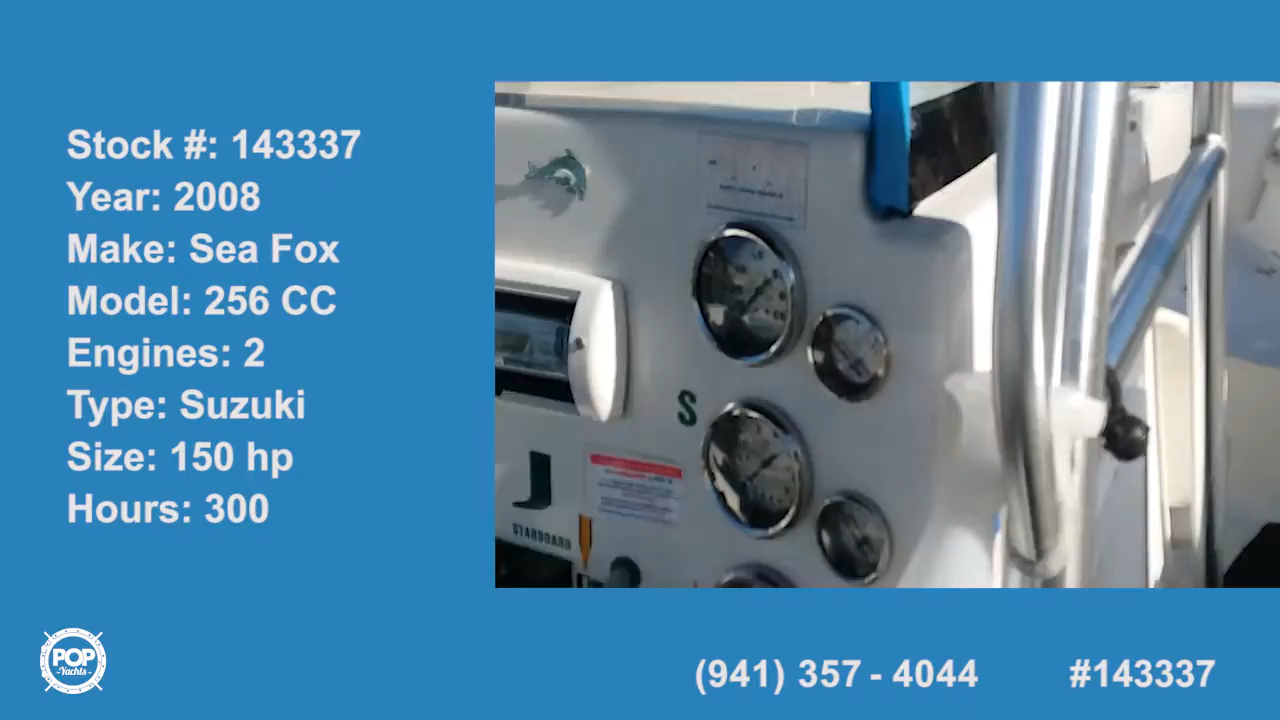 Stock #: 143337
Year: 2008
Make: Sea Fox
Model: 256 CC
Engines: 2
Type: Suzuki
Size: 150 hp
Hours: 300
S
STARBOARD
POP
Yachts
(941) 357 - 4044
#143337